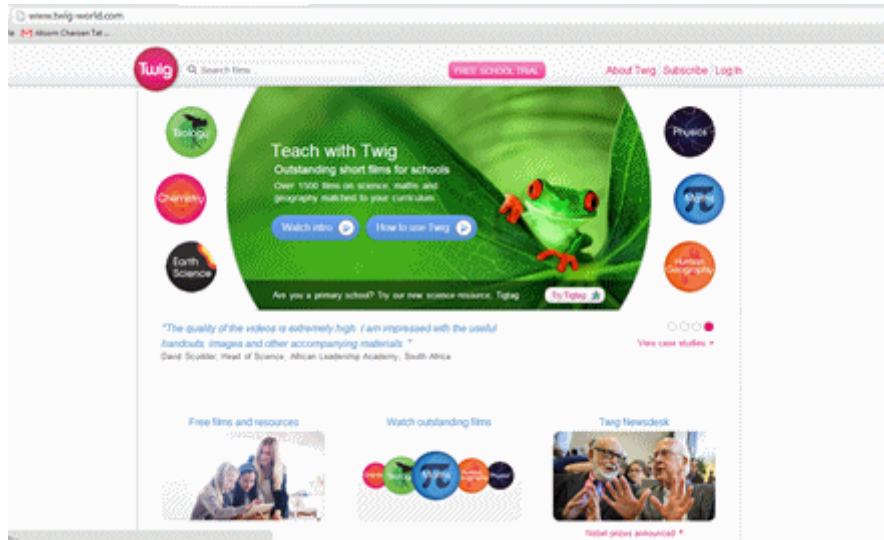 www.twig-world.com
Twig
Search films
FREE SCHOOL TRIAL
About Twig Subscribe Log In
Biology
Physics
Teach with Twig
Outstanding short films for schools
Over 1500 films on science, maths and
geography matched to your curriculum.
Chemistry
Maths
Watch intro
How to use Twig
Earth
Science
Human
Geography
Are you a primary school? Try our new science resource, Tigtag
Try Tigtag
"The quality of the videos is extremely high. I am impressed with the useful
handouts, images and other accompanying materials."
David Scudder, Head of Science, African Leadership Academy, South Africa
View case studies
Free films and resources
Watch outstanding films
Twig Newsdesk
Biology
Maths
Human
Geography
Physics
Nobel prizes announced